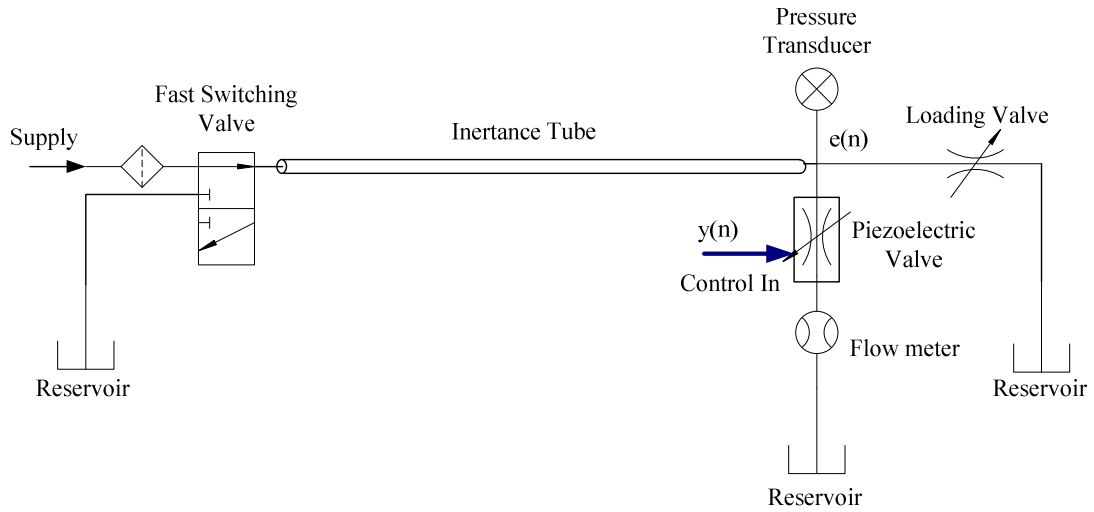 Pressure
Transducer
Fast Switching
Valve
Supply
Inertance Tube
e(n)
Loading Valve
y(n)
Control In
Piezoelectric
Valve
Flow meter
Reservoir
Reservoir
Reservoir